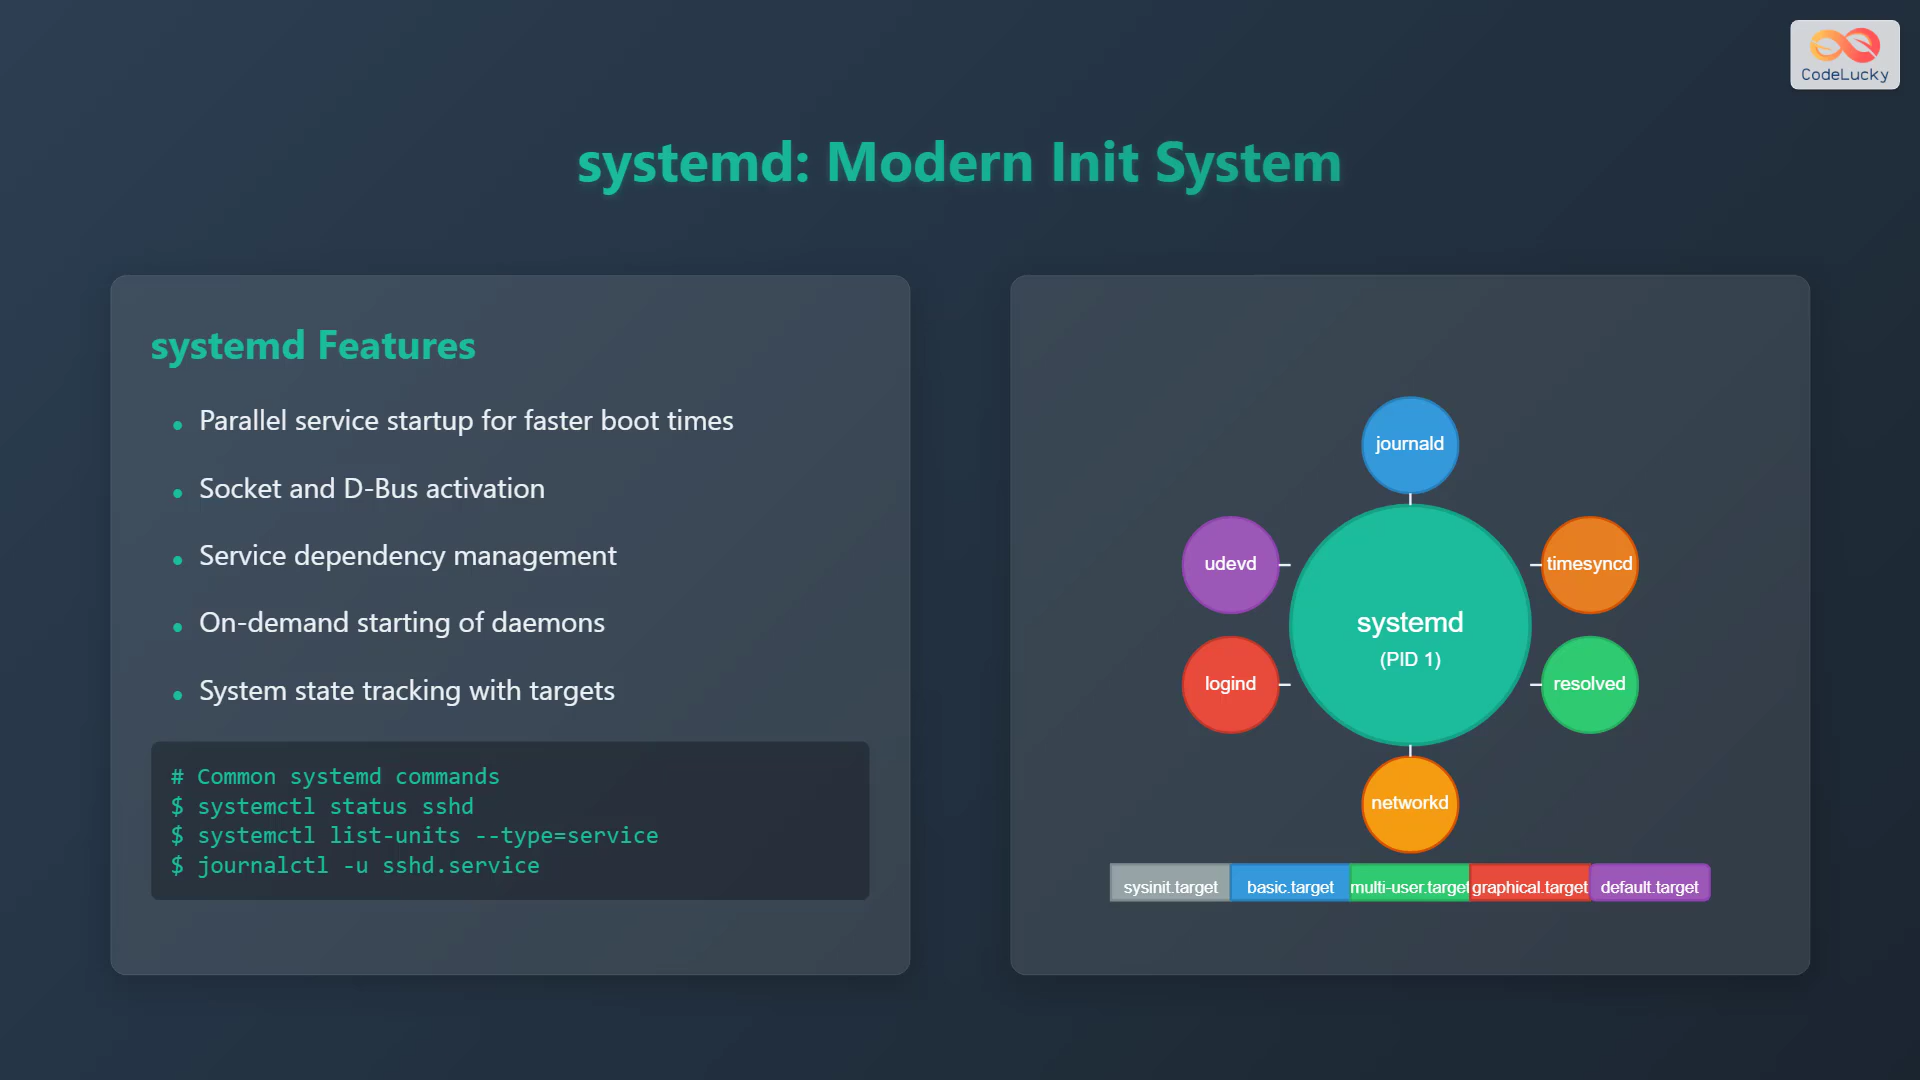 CodeLucky
systemd: Modern Init System
systemd Features
• Parallel service startup for faster boot times
• Socket and D-Bus activation
• Service dependency management
• On-demand starting of daemons
• System state tracking with targets
# Common systemd commands
$ systemctl status sshd
$ systemctl list-units --type=service
$ journalctl -u sshd.service
journald
udevd
timesyncd
systemd
(PID 1)
logind
resolved
networkd
sysinit.target
basic.target
multi-user.target
graphical.target
default.target